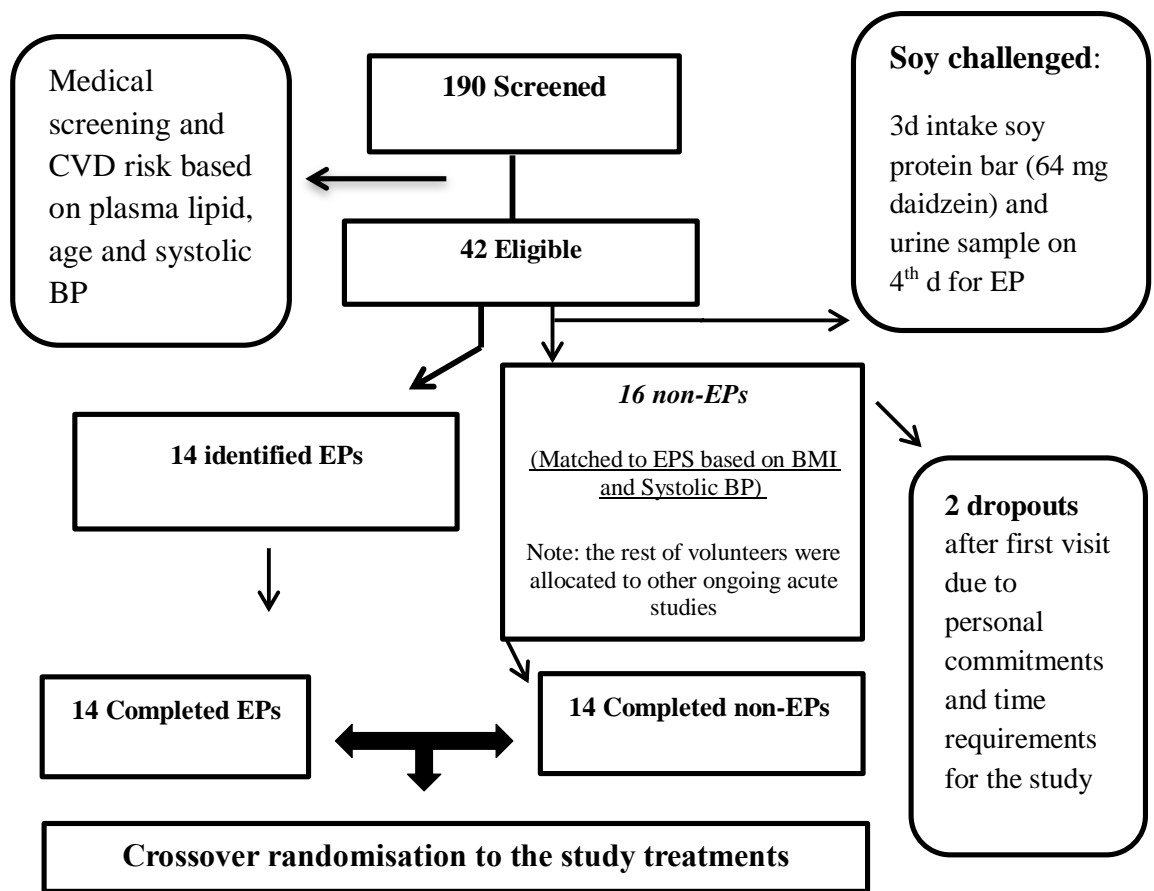 Medical
screening and
CVD risk based
on plasma lipid,
age and systolic
BP
190 Screened
Soy challenged:
3d intake soy
protein bar (64 mg
daidzein) and
urine sample on
4th d for EP
42 Eligible
14 identified EPs
16 non-EPs
(Matched to EPS based on BMI
and Systolic BP)
Note: the rest of volunteers were
allocated to other ongoing acute
studies
2 dropouts
after first visit
due to
personal
commitments
and time
requirements
for the study
14 Completed EPs
14 Completed non-EPs
Crossover randomisation to the study treatments